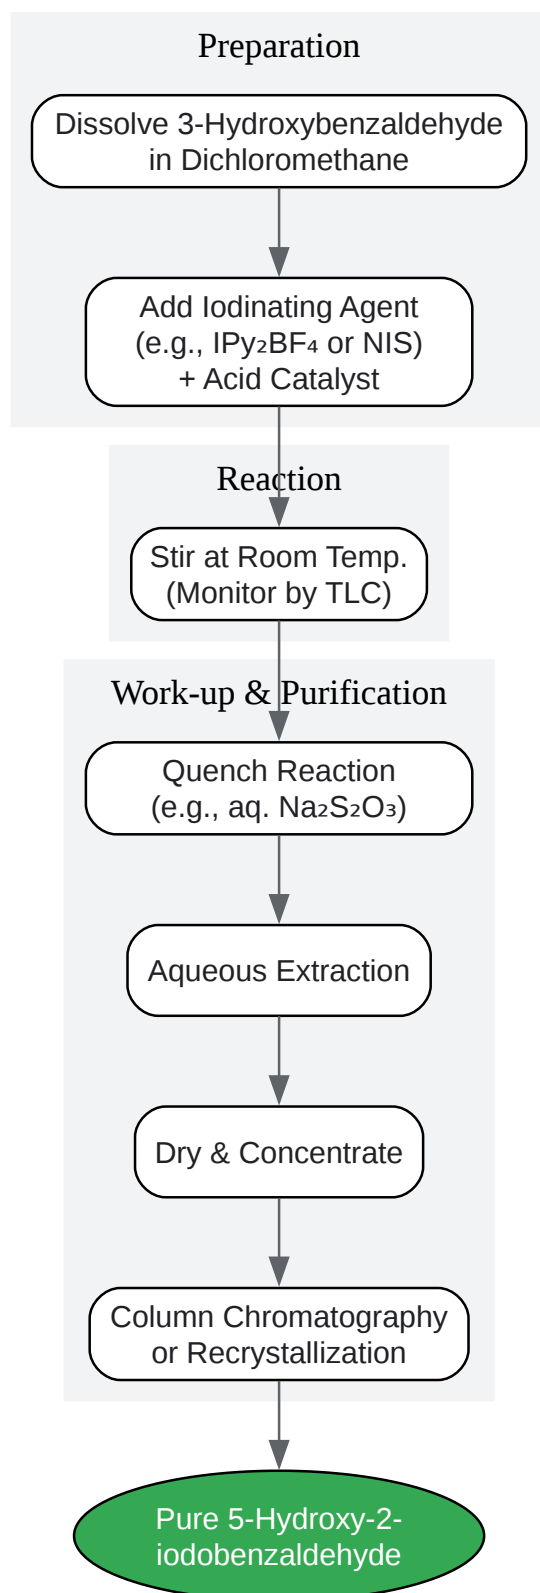 Preparation
Dissolve 3-Hydroxybenzaldehyde
in Dichloromethane
Add Iodinating Agent
(e.g., IPy₂BF₄ or NIS)
+ Acid Catalyst
Reaction
Stir at Room Temp.
(Monitor by TLC)
Work-up & Purification
Quench Reaction
(e.g., aq. Na₂S₂O₃)
Aqueous Extraction
Dry & Concentrate
Column Chromatography
or Recrystallization
Pure 5-Hydroxy-2-
iodobenzaldehyde